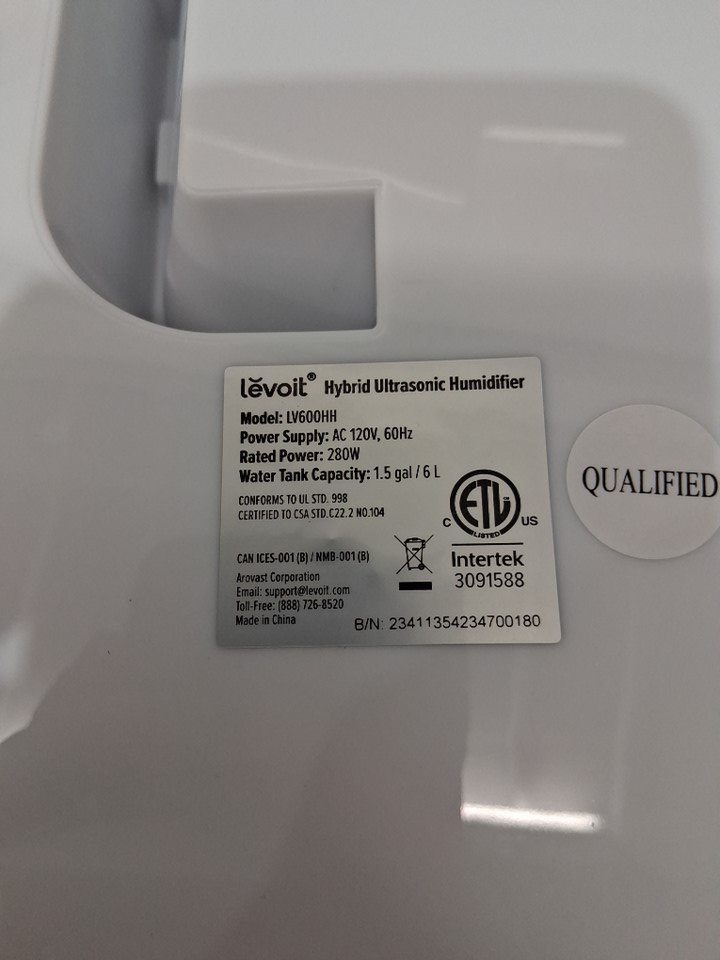 lĕvoit® Hybrid Ultrasonic Humidifier
Model: LV600HH
Power Supply: AC 120V, 60Hz
Rated Power: 280W
Water Tank Capacity: 1.5 gal / 6 L
CONFORMS TO UL STD. 998
CERTIFIED TO CSA STD.C22.2 NO.104
ETL™
LISTED
C US
Intertek
3091588
CAN ICES-001 (B) / NMB-001 (B)
Arovast Corporation
Email: support@levoit.com
Toll-Free: (888) 726-8520
Made in China
B/N: 23411354234700180
QUALIFIED